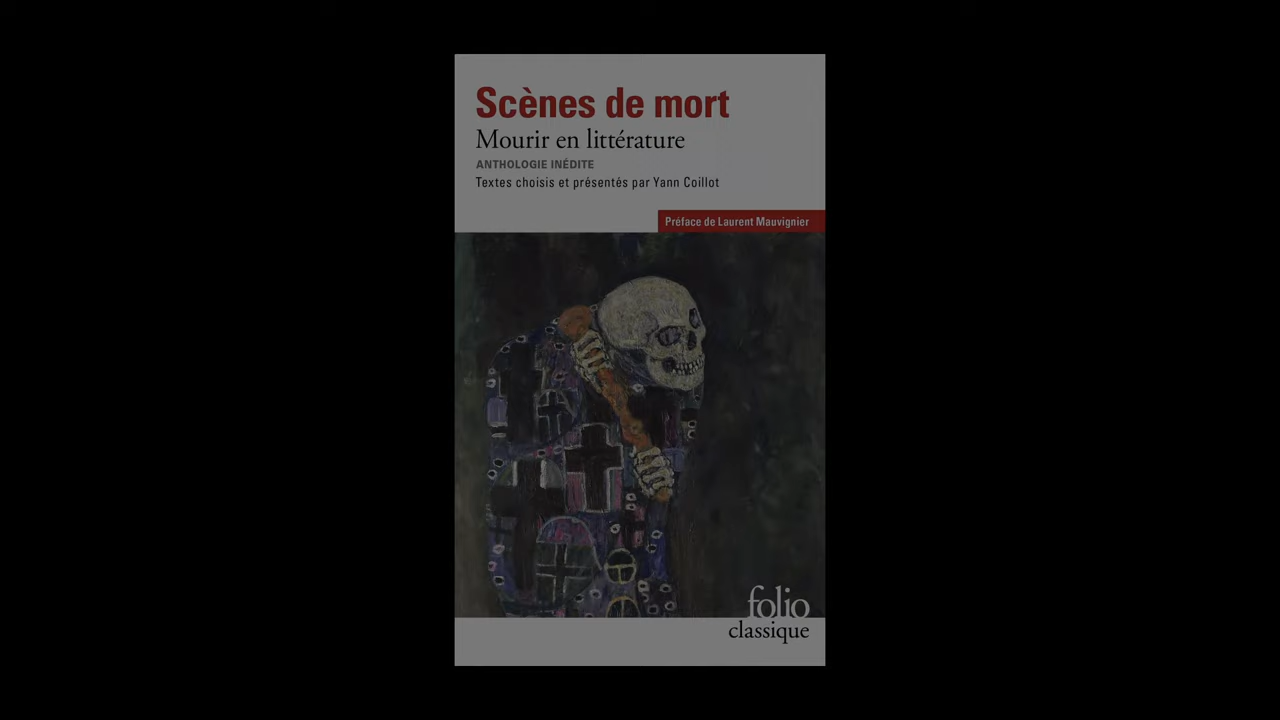 Scènes de mort
Mourir en littérature
ANTHOLOGIE INÉDITE
Textes choisis et présentés par Yann Coillot
Préface de Laurent Mauvignier
folio
classique